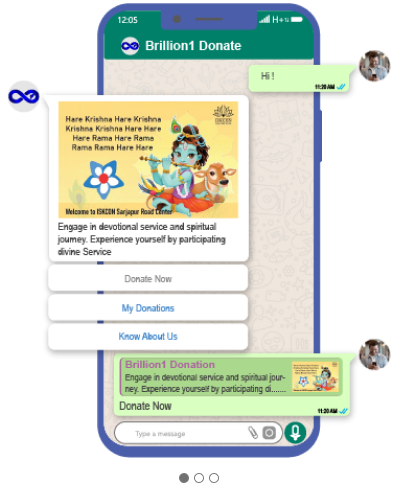 12:05
H+
Brillion1 Donate
Hi !
11:20 AM
Hare Krishna Hare Krishna
Krishna Krishna Hare Hare
Hare Rama Hare Rama
Rama Rama Hare Hare
Welcome to ISKCON Sarjapur Road Center
Engage in devotional service and spiritual
journey. Experience yourself by participating
divine Service
Donate Now
My Donations
Know About Us
Brillion1 Donation
Engage in devotional service and spiritual jour-
ney. Experience yourself by participating di.......
Donate Now
11:20 AM
Type a message